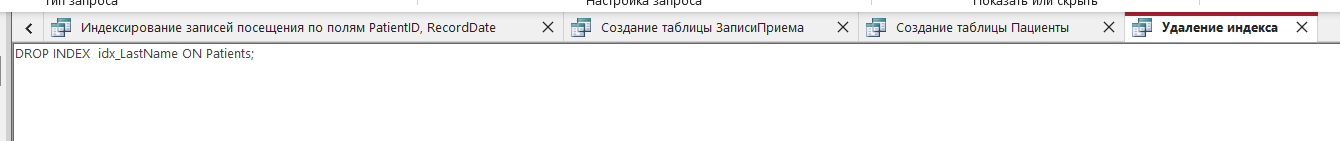 Тип запроса Настройка запроса Показать или скрыть
Индексирование записей посещения по полям PatientID, RecordDate Создание таблицы ЗаписиПриема Создание таблицы Пациенты Удаление индекса
DROP INDEX  idx_LastName ON Patients;